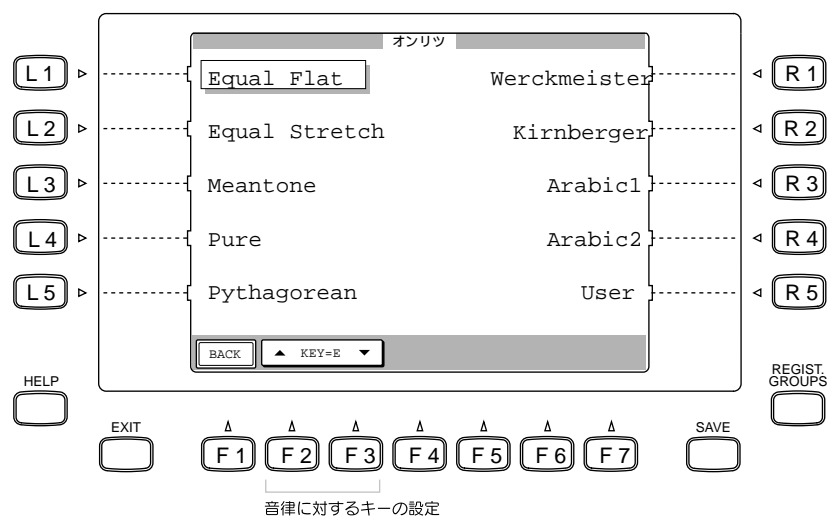 オンリツ
L1 Equal Flat Werckmeister R1
L2 Equal Stretch Kirnberger R2
L3 Meantone Arabic1 R3
L4 Pure Arabic2 R4
L5 Pythagorean User R5
BACK ▲ KEY=E ▼
HELP REGIST.
GROUPS
EXIT SAVE
F1 F2 F3 F4 F5 F6 F7
音律に対するキーの設定